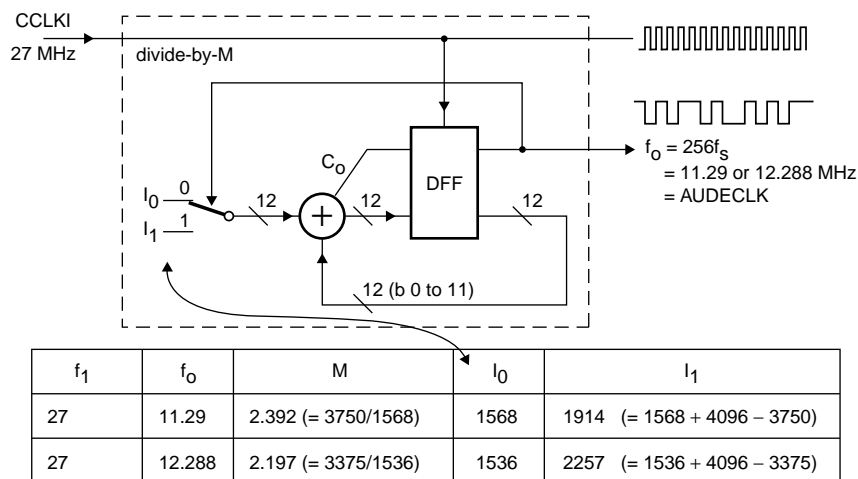 CCLKI
27 MHz
divide-by-M
Co
DFF
I0 0
I1 1
12
12
12
12 (b 0 to 11)
fo = 256fs
= 11.29 or 12.288 MHz
= AUDECLK
f1 fo M I0 I1
27 11.29 2.392 (= 3750/1568) 1568 1914 (= 1568 + 4096 – 3750)
27 12.288 2.197 (= 3375/1536) 1536 2257 (= 1536 + 4096 – 3375)